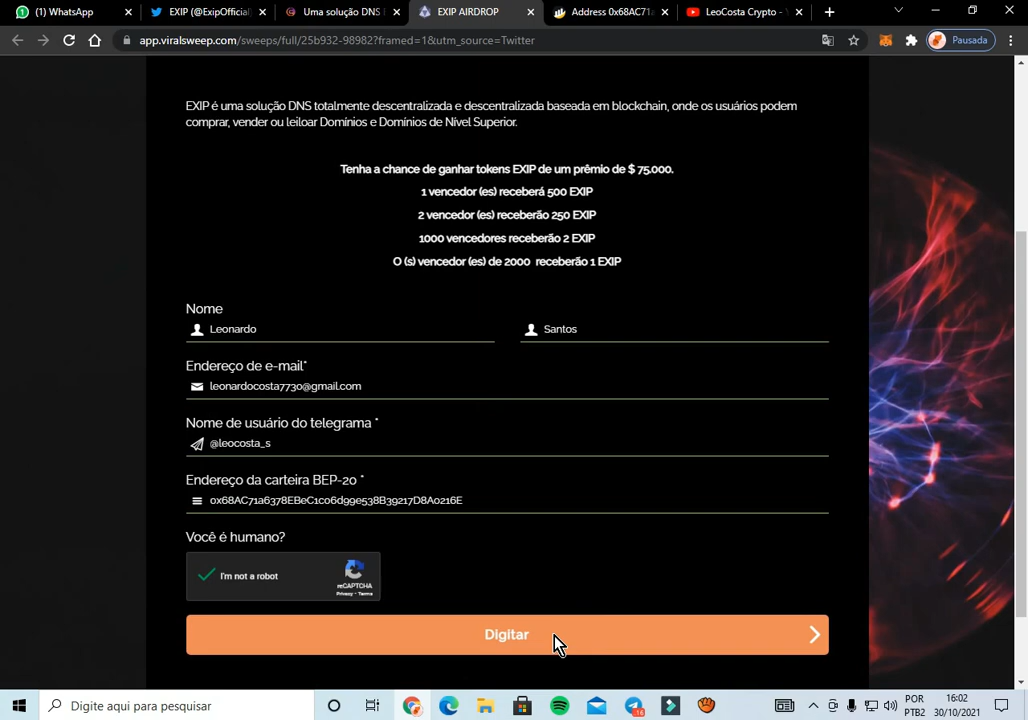 (1) WhatsApp
EXIP (@ExipOfficial
Uma solução DNS
EXIP AIRDROP
Address 0x68AC71a
LeoCosta Crypto - Y
app.viralsweep.com/sweeps/full/25b932-98982?framed=1&utm_source=Twitter
Pausada
EXIP é uma solução DNS totalmente descentralizada e descentralizada baseada em blockchain, onde os usuários podem
comprar, vender ou leiloar Domínios e Domínios de Nível Superior.
Tenha a chance de ganhar tokens EXIP de um prêmio de $ 75.000.
1 vencedor (es) receberá 500 EXIP
2 vencedor (es) receberão 250 EXIP
1000 vencedores receberão 2 EXIP
O (s) vencedor (es) de 2000 receberão 1 EXIP
Nome
Leonardo
Santos
Endereço de e-mail*
leonardocosta7730@gmail.com
Nome de usuário do telegrama *
@leocosta_s
Endereço da carteira BEP-20 *
0x68AC71a6378EBeC1c06d99e538B39217D8A0216E
Você é humano?
I'm not a robot
reCAPTCHA
Privacy - Terms
Digitar
Digite aqui para pesquisar
16
POR
PTB2
16:02
30/10/2021